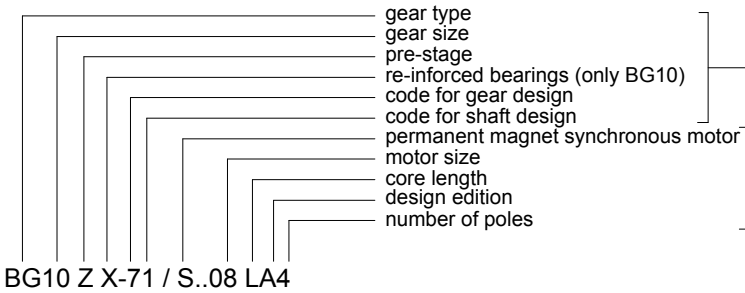 gear type
gear size
pre-stage
re-inforced bearings (only BG10)
code for gear design
code for shaft design
permanent magnet synchronous motor
motor size
core length
design edition
number of poles
BG10 Z X-71 / S..08 LA4